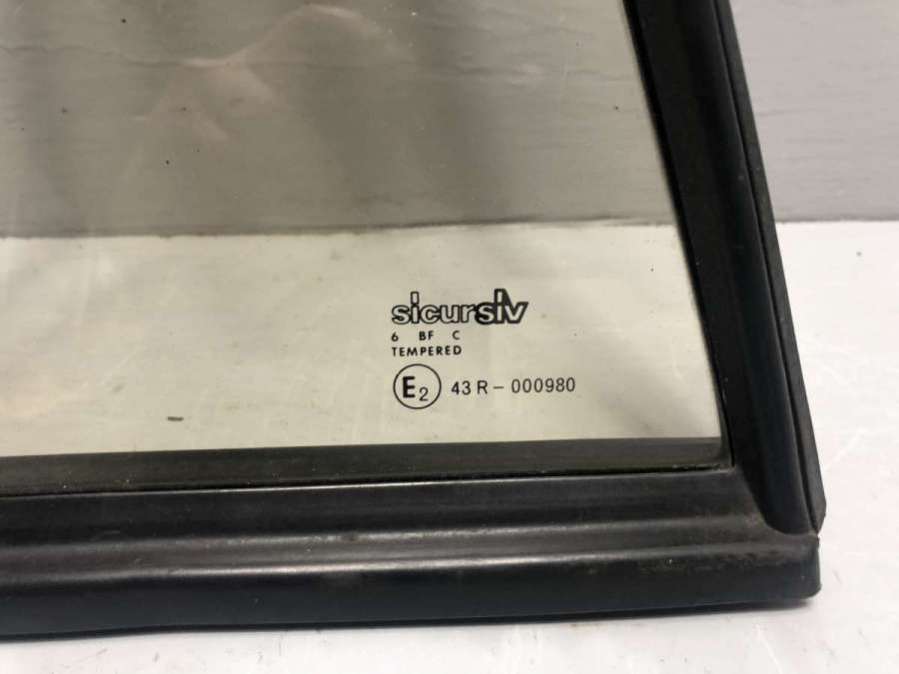 sicursiv
6 BF C
TEMPERED
E2 43 R - 000980